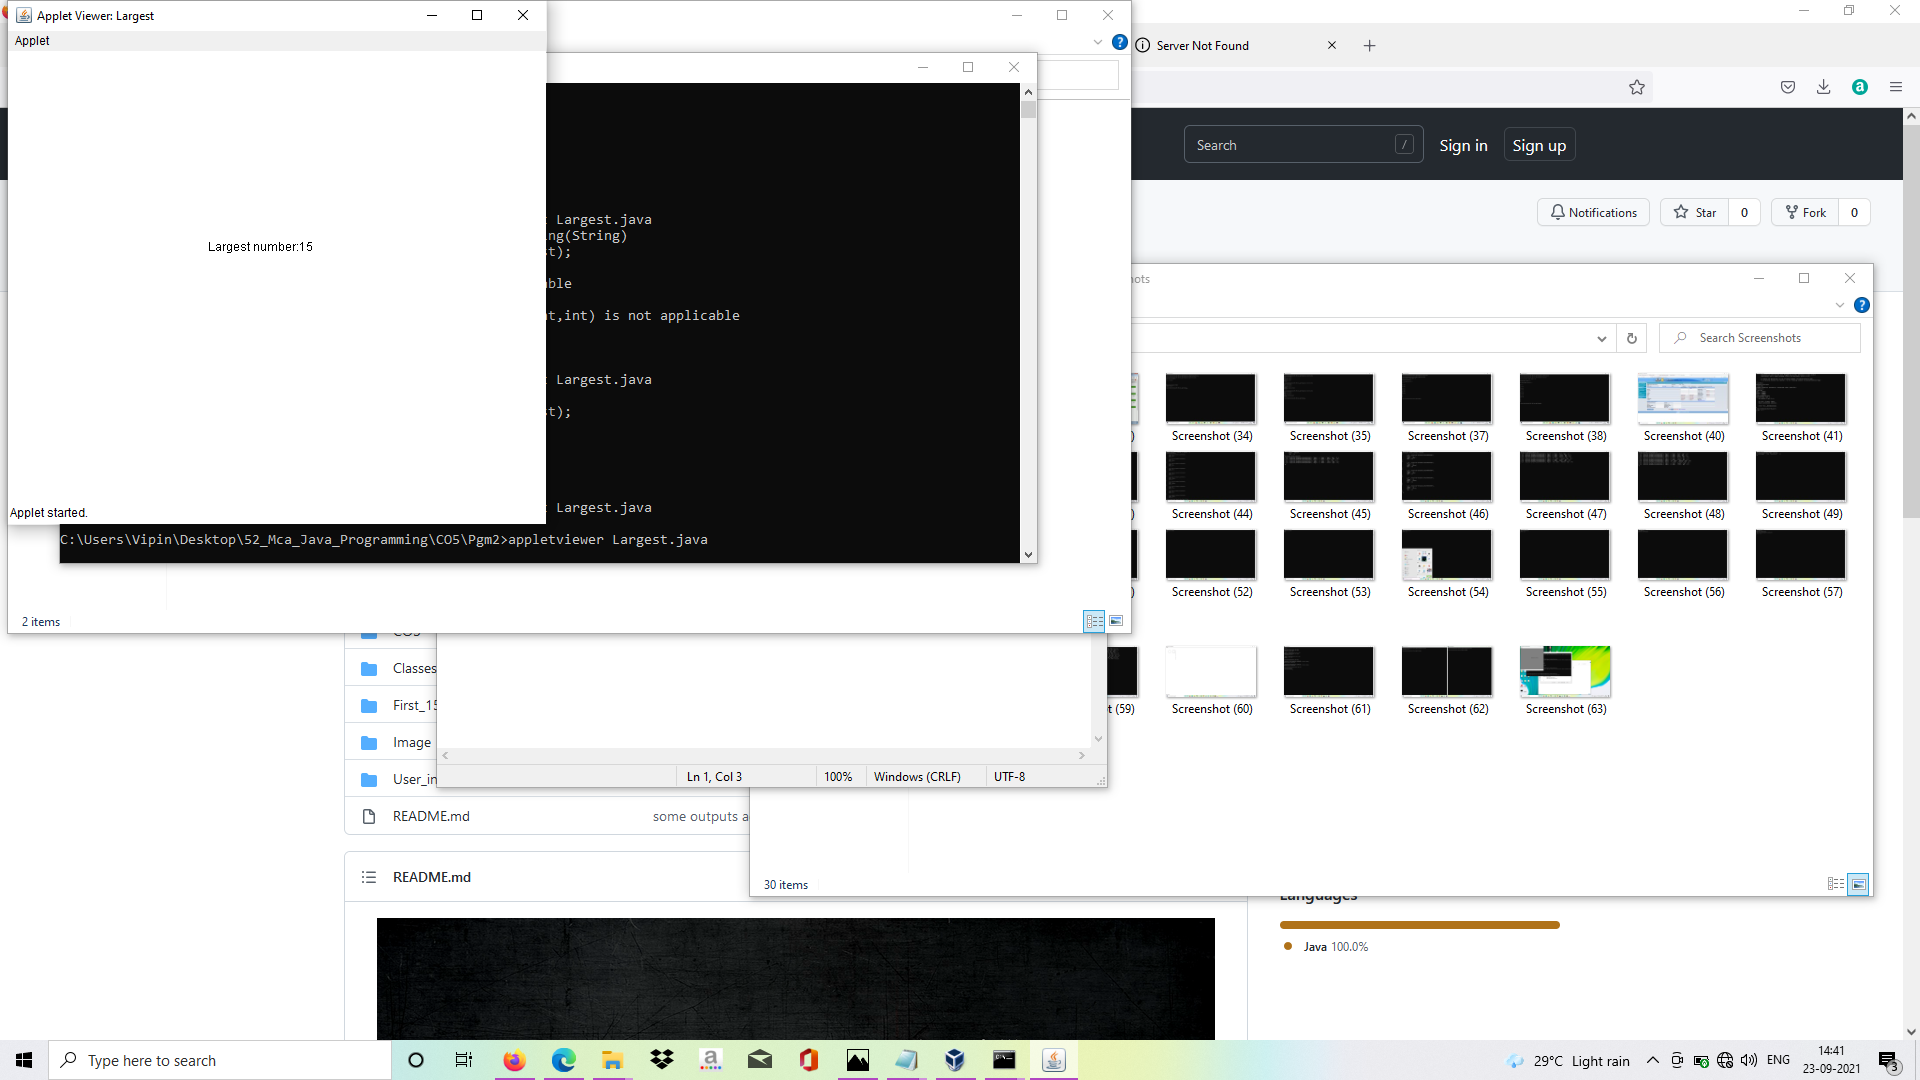 Applet Viewer: Largest
Applet
Largest number:15
Applet started.
Largest.java
ng(String)
t);
ble
t,int) is not applicable
Largest.java
t);
Largest.java
C:\Users\Vipin\Desktop\52_Mca_Java_Programming\CO5\Pgm2>appletviewer Largest.java
2 items
Server Not Found
Search
/
Sign in
Sign up
Notifications
Star
0
Fork
0
ots
Search Screenshots
Screenshot (34)
Screenshot (35)
Screenshot (37)
Screenshot (38)
Screenshot (40)
Screenshot (41)
Screenshot (44)
Screenshot (45)
Screenshot (46)
Screenshot (47)
Screenshot (48)
Screenshot (49)
Screenshot (52)
Screenshot (53)
Screenshot (54)
Screenshot (55)
Screenshot (56)
Screenshot (57)
t (59)
Screenshot (60)
Screenshot (61)
Screenshot (62)
Screenshot (63)
30 items
Classes
First_15
Image
User_in
README.md
some outputs a
Ln 1, Col 3
100%
Windows (CRLF)
UTF-8
README.md
Languages
Java 100.0%
Type here to search
29°C Light rain
ENG
14:41
23-09-2021
3